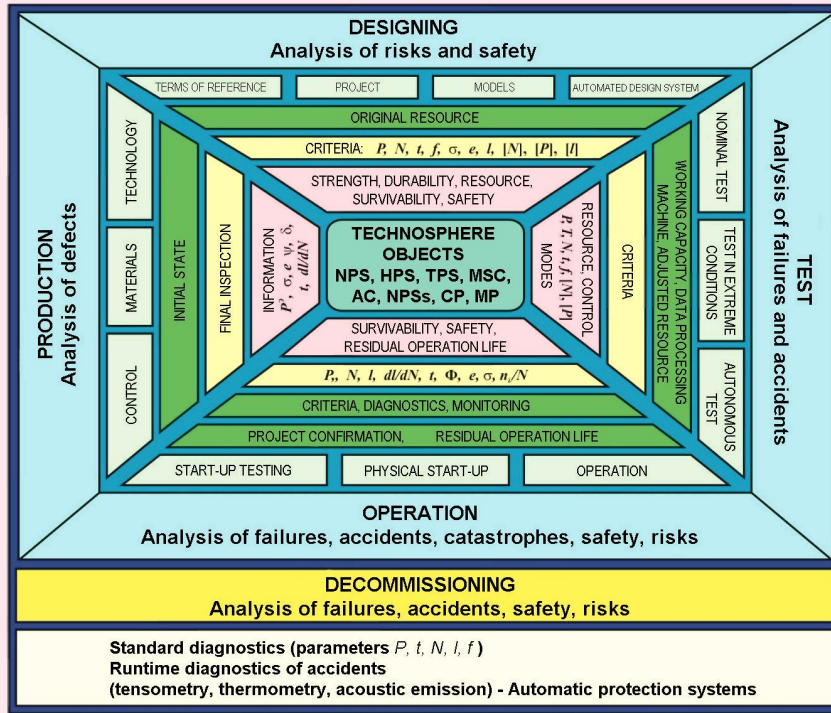 DESIGNING
Analysis of risks and safety
TERMS OF REFERENCE
PROJECT
MODELS
AUTOMATED DESIGN SYSTEM
ORIGINAL RESOURCE
CRITERIA: P, N, t, f, σ, e, l, [N], [P], [l]
STRENGTH, DURABILITY, RESOURCE,
SURVIVABILITY, SAFETY
PRODUCTION
Analysis of defects
TECHNOLOGY
MATERIALS
CONTROL
INITIAL STATE
FINAL INSPECTION
INFORMATION
TECHNOSPHERE
OBJECTS
NPS, HPS, TPS, MSC,
AC, NPSs, CP, MP
RESOURCE, CONTROL
MODES
P, T, N, t, f, [N], [P]
CRITERIA
WORKING CAPACITY, DATA PROCESSING
MACHINE, ADJUSTED RESOURCE
NOMINAL TEST
TEST IN EXTREME
CONDITIONS
AUTONOMOUS
TEST
TEST
Analysis of failures and accidents
SURVIVABILITY, SAFETY,
RESIDUAL OPERATION LIFE
P,, N, l, dl/dN, t, Φ, e, σ, nᵢ/N
CRITERIA, DIAGNOSTICS, MONITORING
PROJECT CONFIRMATION, RESIDUAL OPERATION LIFE
START-UP TESTING
PHYSICAL START-UP
OPERATION
OPERATION
Analysis of failures, accidents, catastrophes, safety, risks
DECOMMISSIONING
Analysis of failures, accidents, safety, risks
Standard diagnostics (parameters P, t, N, l, f )
Runtime diagnostics of accidents
(tensometry, thermometry, acoustic emission) - Automatic protection systems